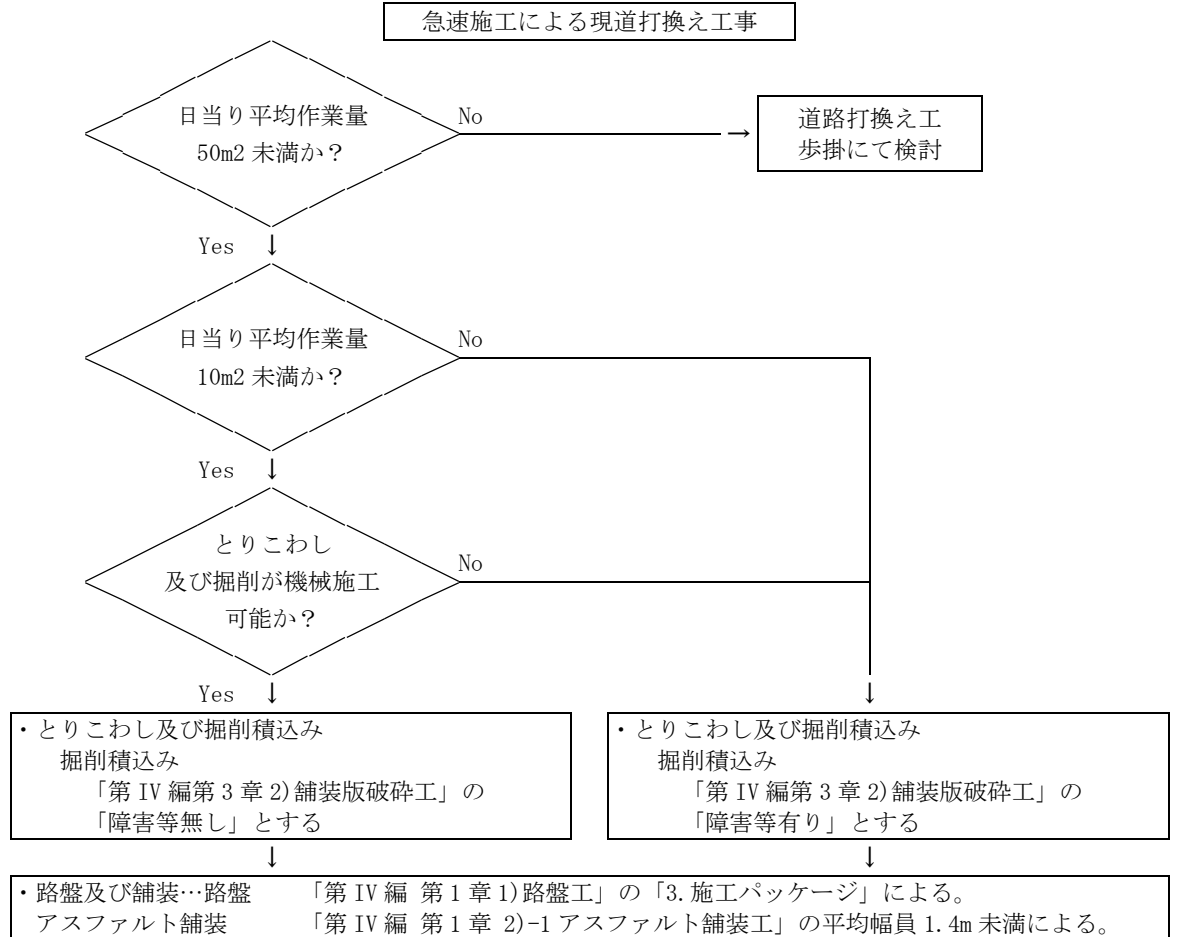 急速施工による現道打換え工事
日当り平均作業量
50m2 未満か？
No
→
道路打換え工
歩掛にて検討
Yes ↓
日当り平均作業量
10m2 未満か？
No
Yes ↓
とりこわし
及び掘削が機械施工
可能か？
No
Yes ↓
↓
・とりこわし及び掘削積込み
掘削積込み
「第 IV 編第 3 章 2)舗装版破砕工」の
「障害等無し」とする
・とりこわし及び掘削積込み
掘削積込み
「第 IV 編第 3 章 2)舗装版破砕工」の
「障害等有り」とする
↓ ↓
・路盤及び舗装…路盤 「第 IV 編 第 1 章 1)路盤工」の「3.施工パッケージ」による。
アスファルト舗装 「第 IV 編 第 1 章 2)-1 アスファルト舗装工」の平均幅員 1.4m 未満による。